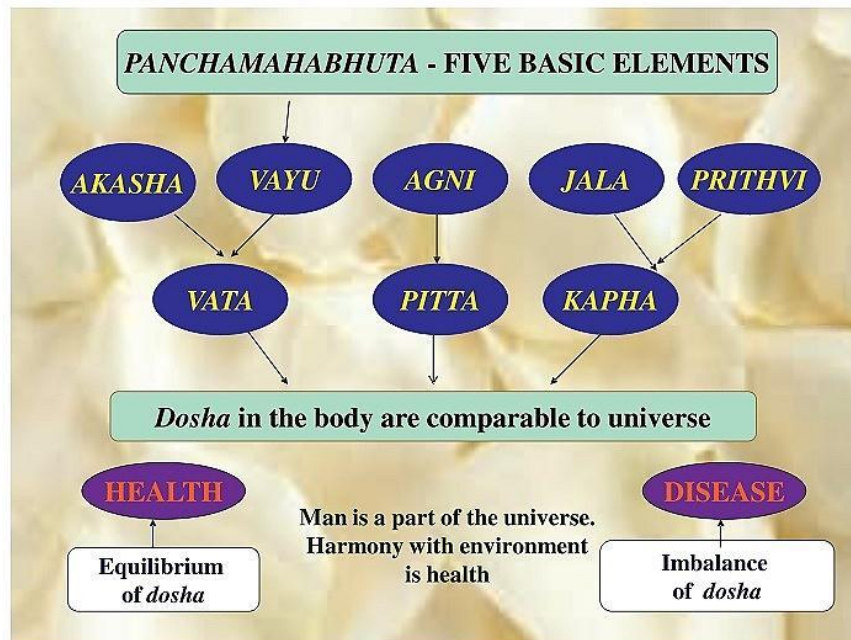 PANCHAMAHABHUTA - FIVE BASIC ELEMENTS
AKASHA
VAYU
AGNI
JALA
PRITHVI
VATA
PITTA
KAPHA
Dosha in the body are comparable to universe
HEALTH
DISEASE
Man is a part of the universe.
Harmony with environment
is health
Equilibrium
of dosha
Imbalance
of dosha